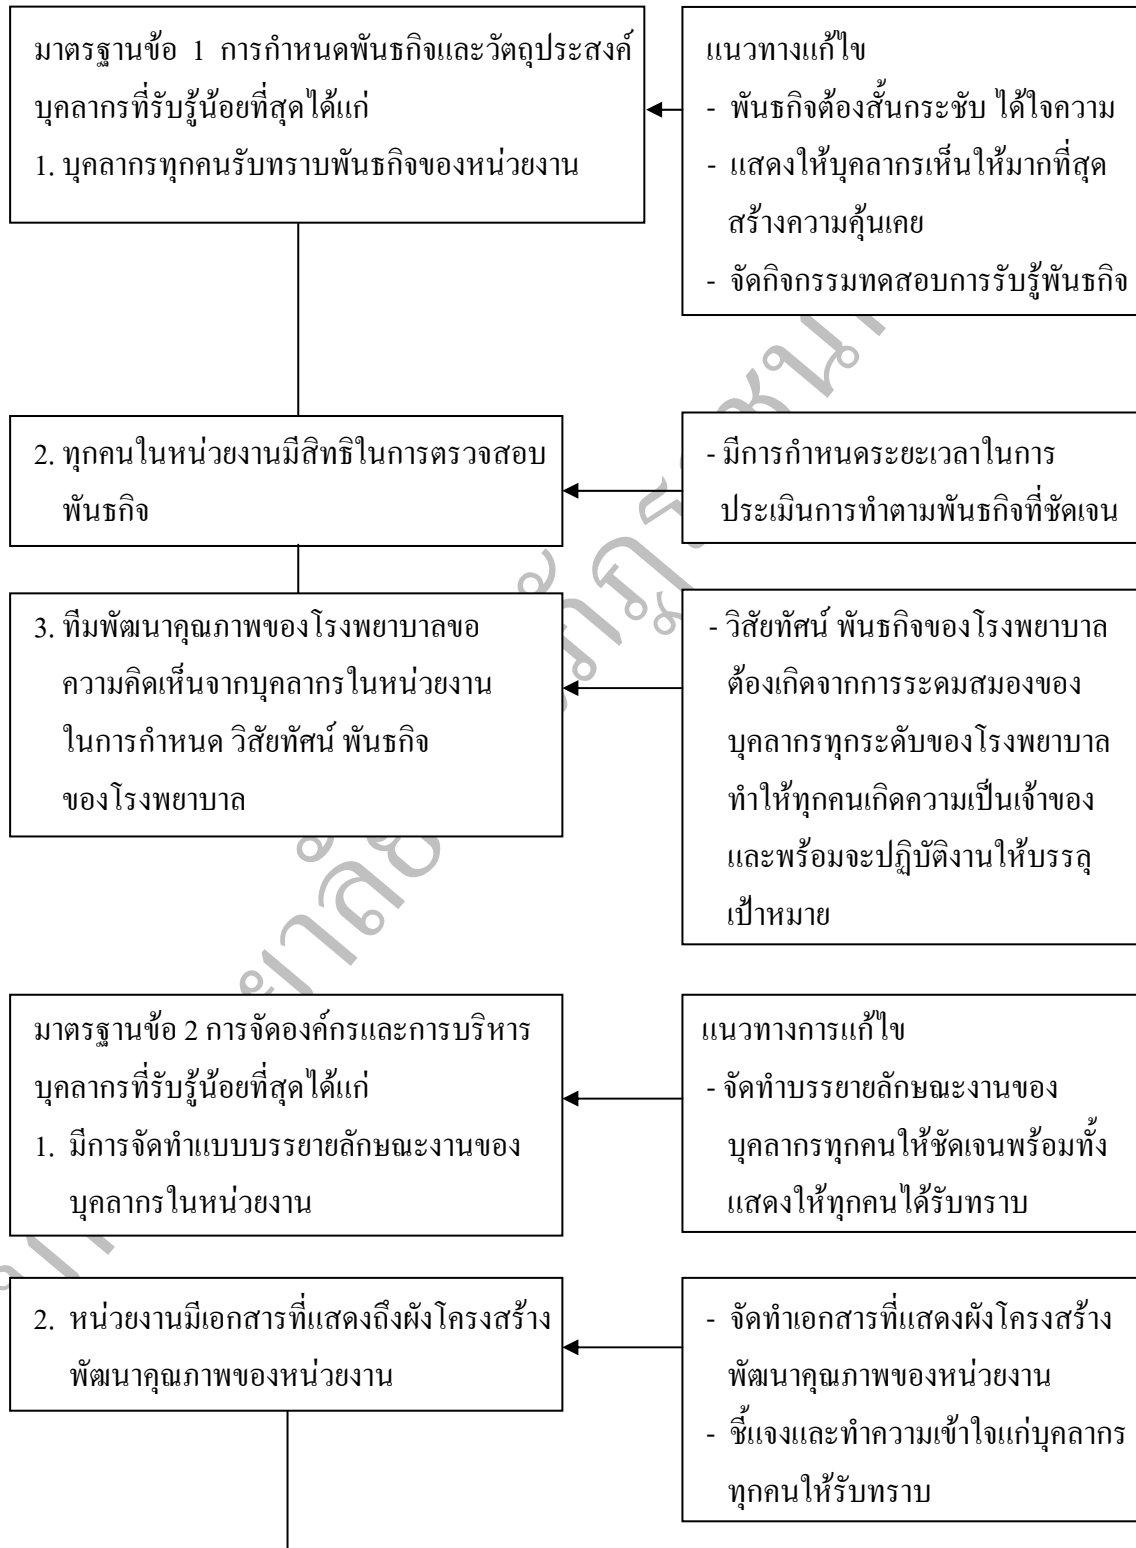 มาตรฐานข้อ 1 การกำหนดพันธกิจและวัตถุประสงค์
บุคลากรที่รับรู้น้อยที่สุดได้แก่
1. บุคลากรทุกคนรับทราบพันธกิจของหน่วยงาน
แนวทางแก้ไข
- พันธกิจต้องสั้นกระชับ ได้ใจความ
- แสดงให้บุคลากรเห็นให้มากที่สุด
สร้างความคุ้นเคย
- จัดกิจกรรมทดสอบการรับรู้พันธกิจ
2. ทุกคนในหน่วยงานมีสิทธิในการตรวจสอบ
พันธกิจ
- มีการกำหนดระยะเวลาในการ
ประเมินการทำตามพันธกิจที่ชัดเจน
3. ทีมพัฒนาคุณภาพของโรงพยาบาลขอ
ความคิดเห็นจากบุคลากรในหน่วยงาน
ในการกำหนด วิสัยทัศน์ พันธกิจ
ของโรงพยาบาล
- วิสัยทัศน์ พันธกิจของโรงพยาบาล
ต้องเกิดจากการระดมสมองของ
บุคลากรทุกระดับของโรงพยาบาล
ทำให้ทุกคนเกิดความเป็นเจ้าของ
และพร้อมจะปฏิบัติงานให้บรรลุ
เป้าหมาย
มาตรฐานข้อ 2 การจัดองค์กรและการบริหาร
บุคลากรที่รับรู้น้อยที่สุดได้แก่
1. มีการจัดทำแบบบรรยายลักษณะงานของ
บุคลากรในหน่วยงาน
แนวทางการแก้ไข
- จัดทำบรรยายลักษณะงานของ
บุคลากรทุกคนให้ชัดเจนพร้อมทั้ง
แสดงให้ทุกคนได้รับทราบ
2. หน่วยงานมีเอกสารที่แสดงถึงผังโครงสร้าง
พัฒนาคุณภาพของหน่วยงาน
- จัดทำเอกสารที่แสดงผังโครงสร้าง
พัฒนาคุณภาพของหน่วยงาน
- ชี้แจงและทำความเข้าใจแก่บุคลากร
ทุกคนให้รับทราบ